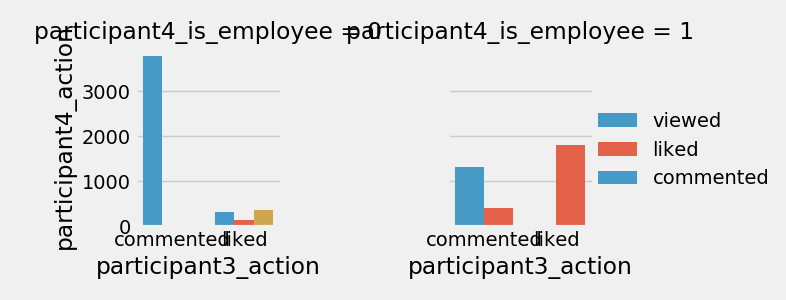 participant4_is_employee = 0
participant4_is_employee = 1
participant4_action
3000
2000
1000
0
commented
liked
commented
liked
participant3_action
participant3_action
viewed
liked
commented